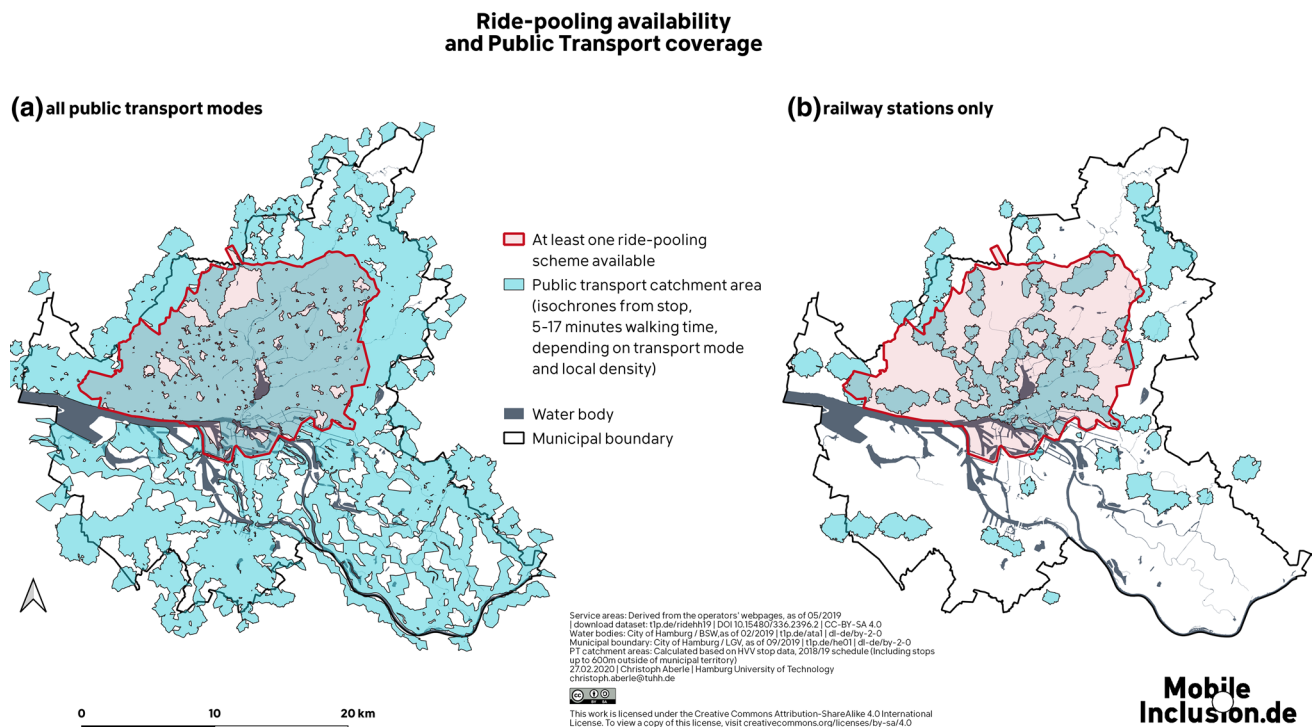 Ride-pooling availability
and Public Transport coverage
(a) all public transport modes
(b) railway stations only
At least one ride-pooling
scheme available
Public transport catchment area
(isochrones from stop,
5-17 minutes walking time,
depending on transport mode
and local density)
Water body
Municipal boundary
Service areas: Derived from the operators' webpages, as of 05/2019
| download dataset: t1p.de/ridehh19 | DOI 10.15480/336.2396.2 | CC-BY-SA 4.0
Water bodies: City of Hamburg / BSW,as of 02/2019 | t1p.de/ata1 | dl-de/by-2-0
Municipal boundary: City of Hamburg / LGV, as of 09/2019 | t1p.de/he01 | dl-de/by-2-0
PT catchment areas: Calculated based on HVV stop data, 2018/19 schedule (Including stops
up to 600m outside of municipal territory)
27.02.2020 | Christoph Aberle | Hamburg University of Technology
christoph.aberle@tuhh.de
cc
BY SA
This work is licensed under the Creative Commons Attribution-ShareAlike 4.0 International
License. To view a copy of this license, visit creativecommons.org/licenses/by-sa/4.0
0 10 20 km
Mobile
Inclusion.de